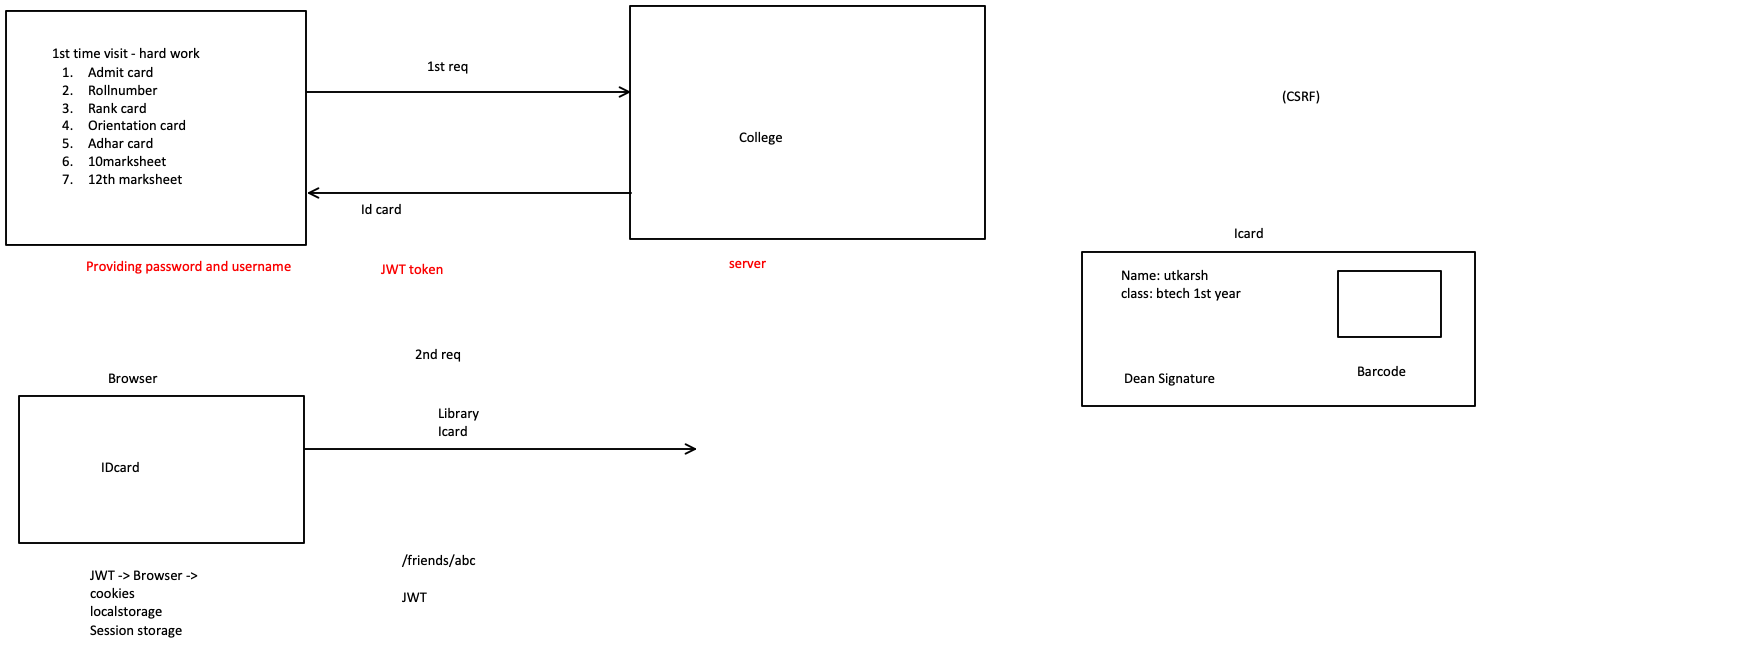 1st time visit - hard work
1. Admit card
2. Rollnumber
3. Rank card
4. Orientation card
5. Adhar card
6. 10marksheet
7. 12th marksheet
1st req
College
Id card
Providing password and username
JWT token
server
(CSRF)
Icard
Name: utkarsh
class: btech 1st year
Dean Signature
Barcode
2nd req
Browser
Library
Icard
IDcard
/friends/abc
JWT
JWT -> Browser ->
cookies
localstorage
Session storage